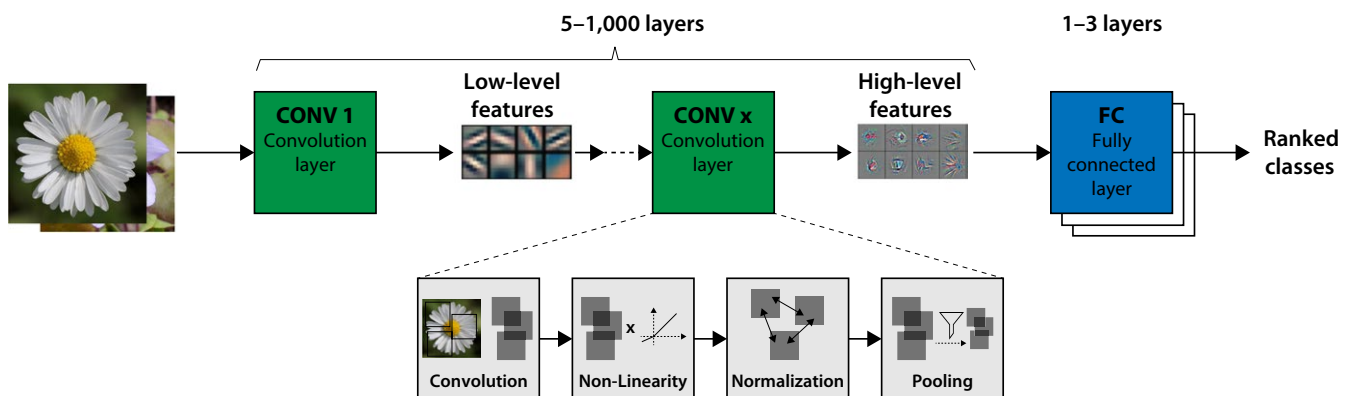 5–1,000 layers
1–3 layers
Low-level
features
High-level
features
CONV 1
Convolution
layer
CONV x
Convolution
layer
FC
Fully
connected
layer
Ranked
classes
x
Convolution
Non-Linearity
Normalization
Pooling